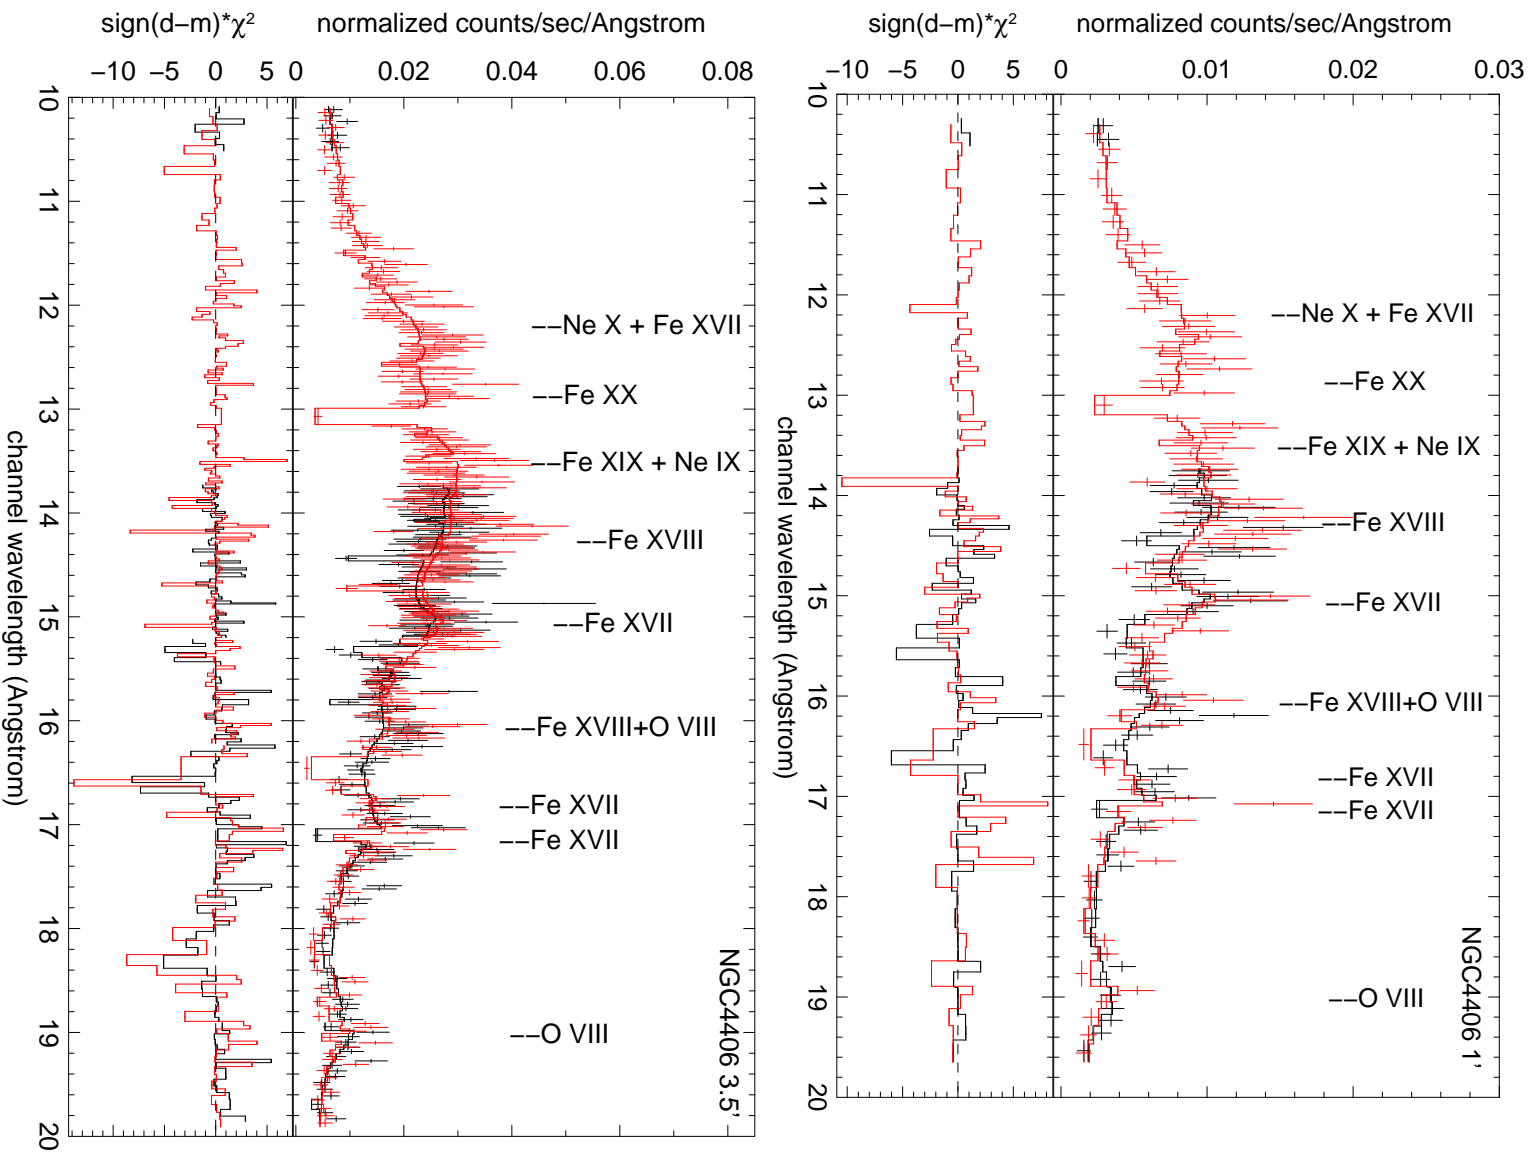 sign(d−m)*χ²
normalized counts/sec/Angstrom
−10 −5 0 5
0 0.02 0.04 0.06 0.08
10 11 12 13 14 15 16 17 18 19 20
channel wavelength (Angstrom)
−−Ne X + Fe XVII
−−Fe XX
−−Fe XIX + Ne IX
−−Fe XVIII
−−Fe XVII
−−Fe XVIII+O VIII
−−Fe XVII
−−Fe XVII
−−O VIII
NGC4406 3.5'
sign(d−m)*χ²
normalized counts/sec/Angstrom
−10 −5 0 5
0 0.01 0.02 0.03
10 11 12 13 14 15 16 17 18 19 20
channel wavelength (Angstrom)
−−Ne X + Fe XVII
−−Fe XX
−−Fe XIX + Ne IX
−−Fe XVIII
−−Fe XVII
−−Fe XVIII+O VIII
−−Fe XVII
−−Fe XVII
−−O VIII
NGC4406 1'